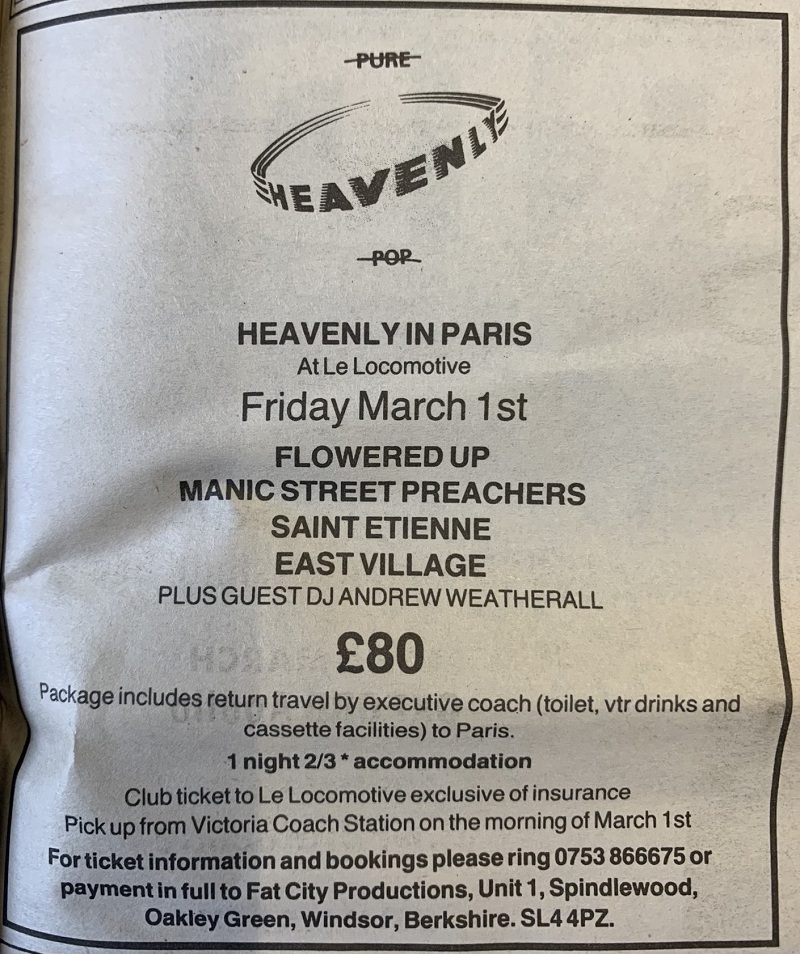 PURE
HEAVENLY
POP
HEAVENLY IN PARIS
At Le Locomotive
Friday March 1st
FLOWERED UP
MANIC STREET PREACHERS
SAINT ETIENNE
EAST VILLAGE
PLUS GUEST DJ ANDREW WEATHERALL
£80
Package includes return travel by executive coach (toilet, vtr drinks and
cassette facilities) to Paris.
1 night 2/3 * accommodation
Club ticket to Le Locomotive exclusive of insurance
Pick up from Victoria Coach Station on the morning of March 1st
For ticket information and bookings please ring 0753 866675 or
payment in full to Fat City Productions, Unit 1, Spindlewood,
Oakley Green, Windsor, Berkshire. SL4 4PZ.